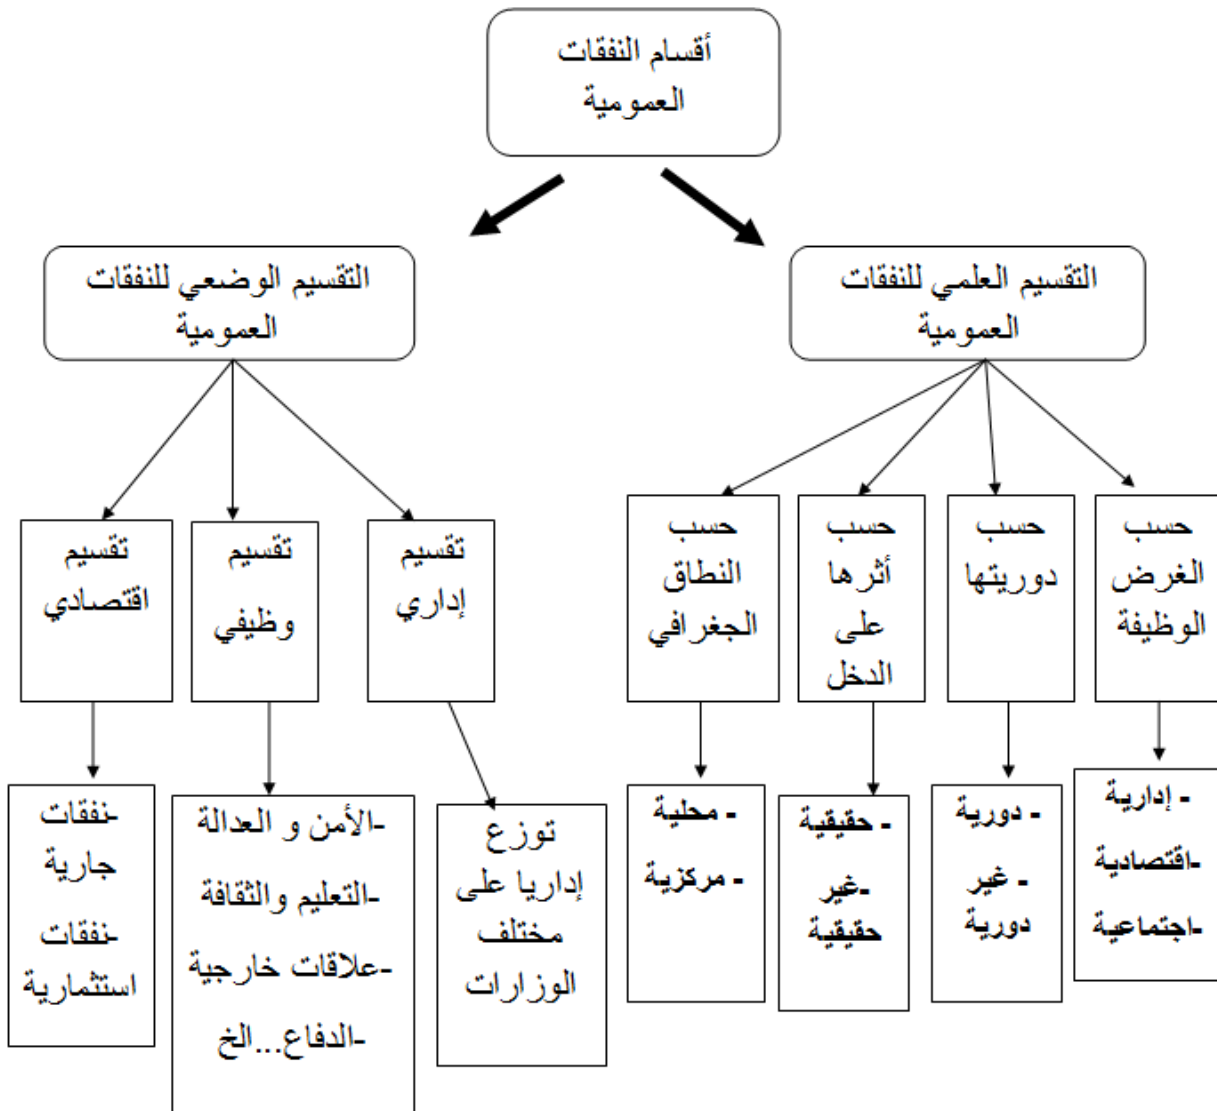 أقسام النفقات
العمومية
التقسيم العلمي للنفقات
العمومية
التقسيم الوضعي للنفقات
العمومية
حسب
الغرض
الوظيفة
حسب
دوريتها
حسب
أثرها
على
الدخل
حسب
النطاق
الجغرافي
تقسيم
إداري
تقسيم
وظيفي
تقسيم
اقتصادي
- إدارية
-اقتصادية
-اجتماعية
- دورية
- غير
دورية
- حقيقية
-غير
حقيقية
- محلية
- مركزية
توزع
إداريا على
مختلف
الوزارات
-الأمن و العدالة
-التعليم والثقافة
-علاقات خارجية
-الدفاع...الخ
-نفقات
جارية
-نفقات
استثمارية